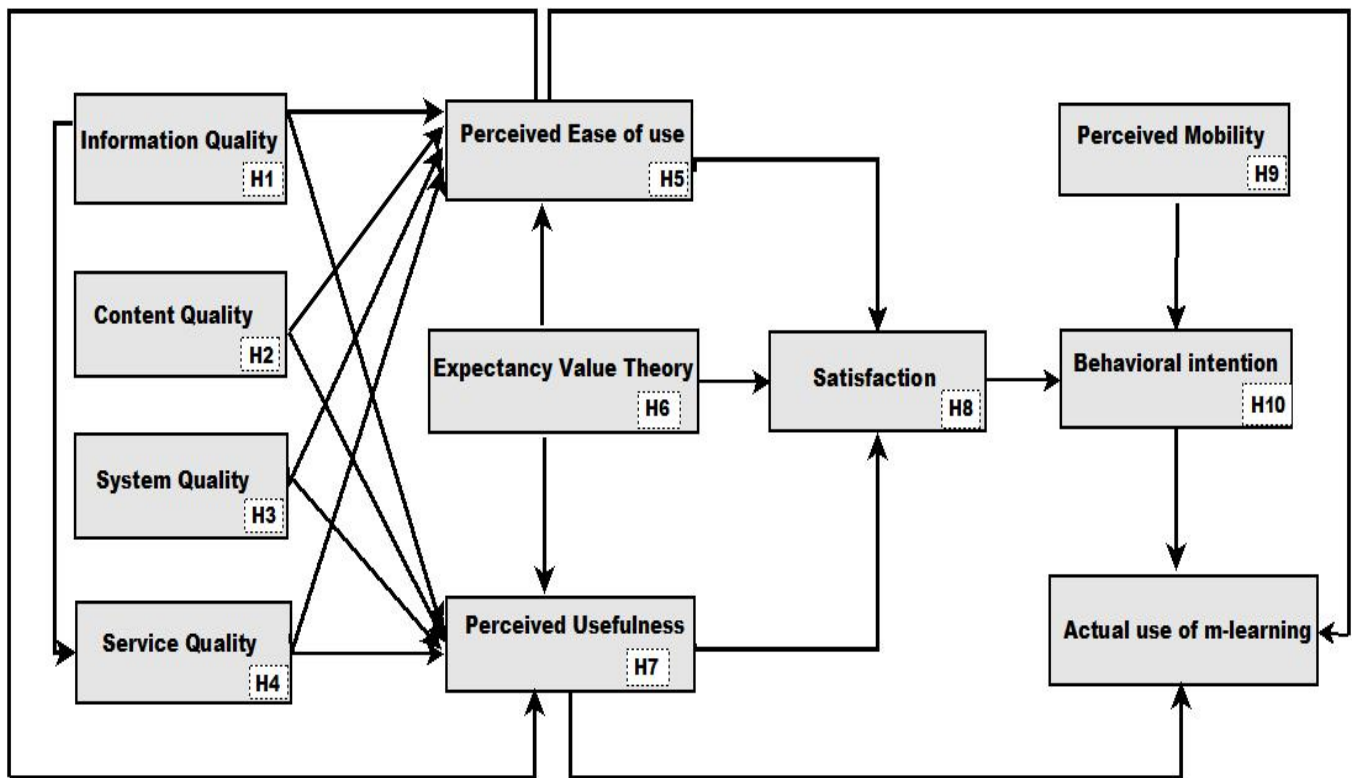 Information Quality
H1
Content Quality
H2
System Quality
H3
Service Quality
H4
Perceived Ease of use
H5
Expectancy Value Theory
H6
Perceived Usefulness
H7
Satisfaction
H8
Perceived Mobility
H9
Behavioral intention
H10
Actual use of m-learning